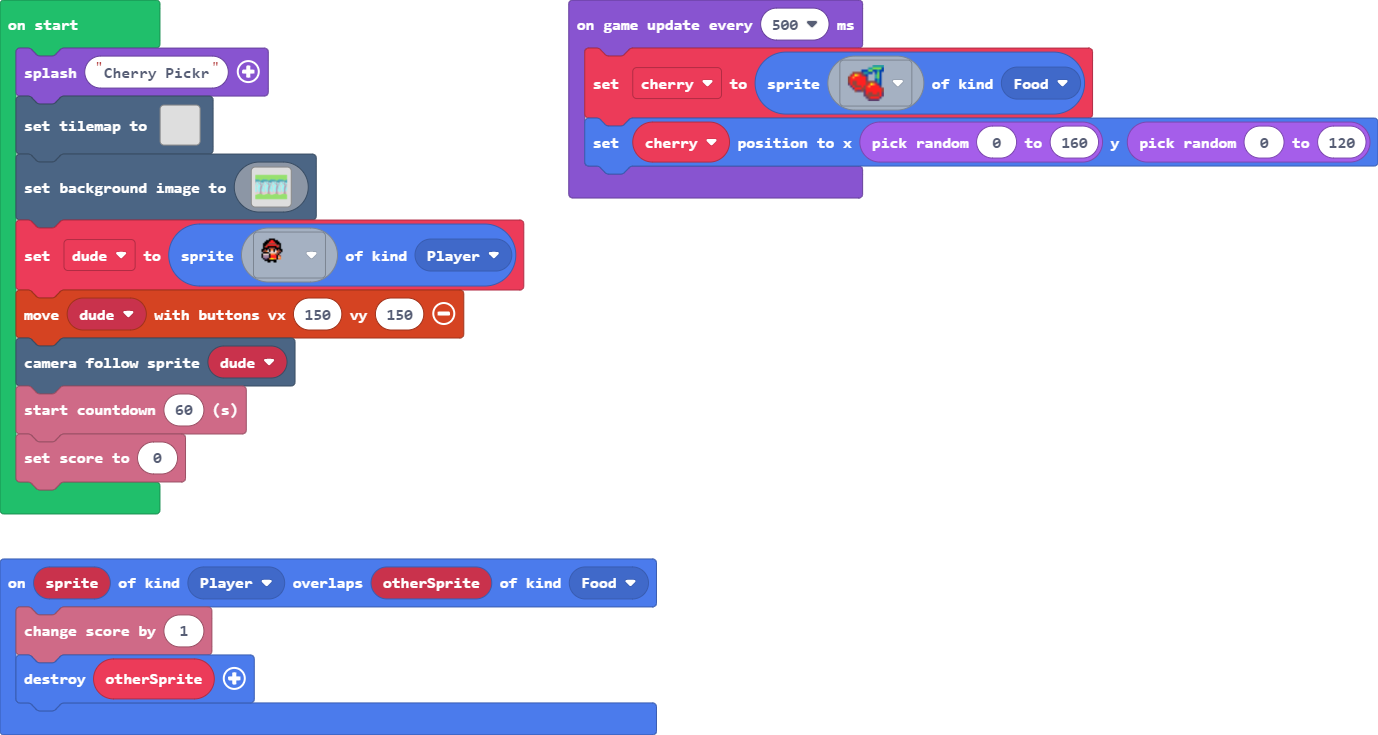 on start
splash "Cherry Pickr"
set tilemap to
set background image to
set dude to sprite of kind Player
move dude with buttons vx 150 vy 150
camera follow sprite dude
start countdown 60 (s)
set score to 0
on game update every 500 ms
set cherry to sprite of kind Food
set cherry position to x pick random 0 to 160 y pick random 0 to 120
on sprite of kind Player overlaps otherSprite of kind Food
change score by 1
destroy otherSprite